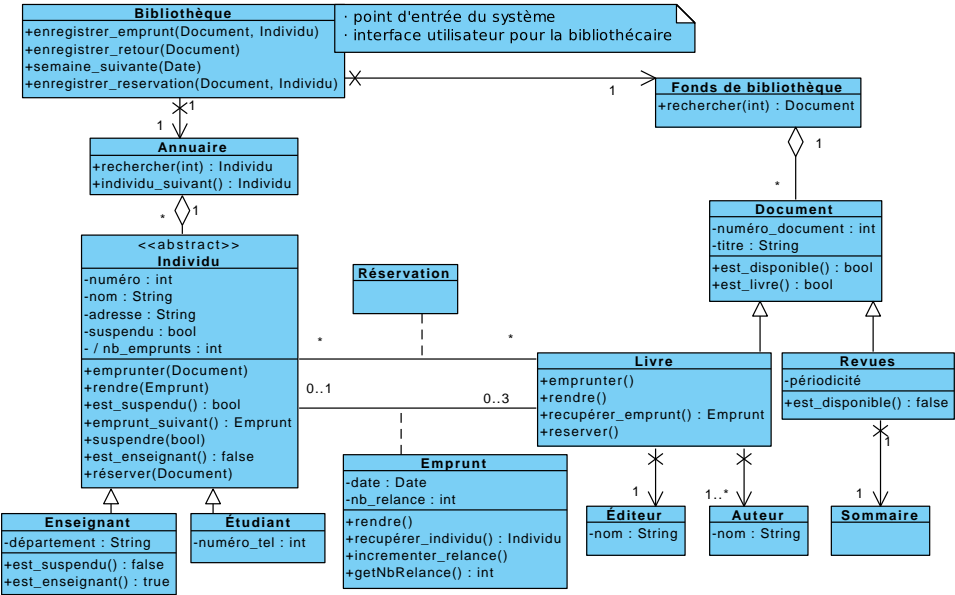 Bibliothèque
+enregistrer_emprunt(Document, Individu)
+enregistrer_retour(Document)
+semaine_suivante(Date)
+enregistrer_reservation(Document, Individu)
· point d'entrée du système
· interface utilisateur pour la bibliothécaire
1
1
1
Fonds de bibliothèque
+rechercher(int) : Document
Annuaire
+rechercher(int) : Individu
+individu_suivant() : Individu
1
*
* 1
Document
-numéro_document : int
-titre : String
+est_disponible() : bool
+est_livre() : bool
<<abstract>>
Individu
-numéro : int
-nom : String
-adresse : String
-suspendu : bool
- / nb_emprunts : int
+emprunter(Document)
+rendre(Emprunt)
+est_suspendu() : bool
+emprunt_suivant() : Emprunt
+suspendre(bool)
+est_enseignant() : false
+réserver(Document)
Réservation
* *
0..1 0..3
Livre
+emprunter()
+rendre()
+recupérer_emprunt() : Emprunt
+reserver()
Revues
-périodicité
+est_disponible() : false
Emprunt
-date : Date
-nb_relance : int
+rendre()
+recupérer_individu() : Individu
+incrementer_relance()
+getNbRelance() : int
1
1
1..*
1
Enseignant
-département : String
+est_suspendu() : false
+est_enseignant() : true
Étudiant
-numéro_tel : int
Éditeur
-nom : String
Auteur
-nom : String
Sommaire